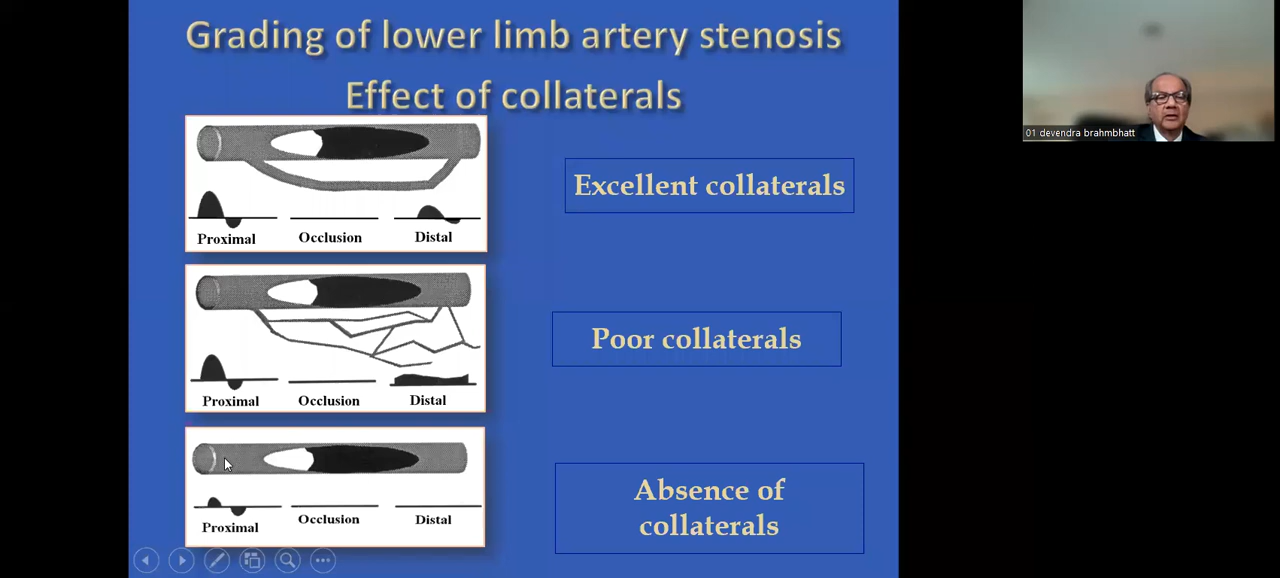 Grading of lower limb artery stenosis
Effect of collaterals
01 devendra brahmbhatt
Proximal Occlusion Distal
Excellent collaterals
Proximal Occlusion Distal
Poor collaterals
Proximal Occlusion Distal
Absence of
collaterals